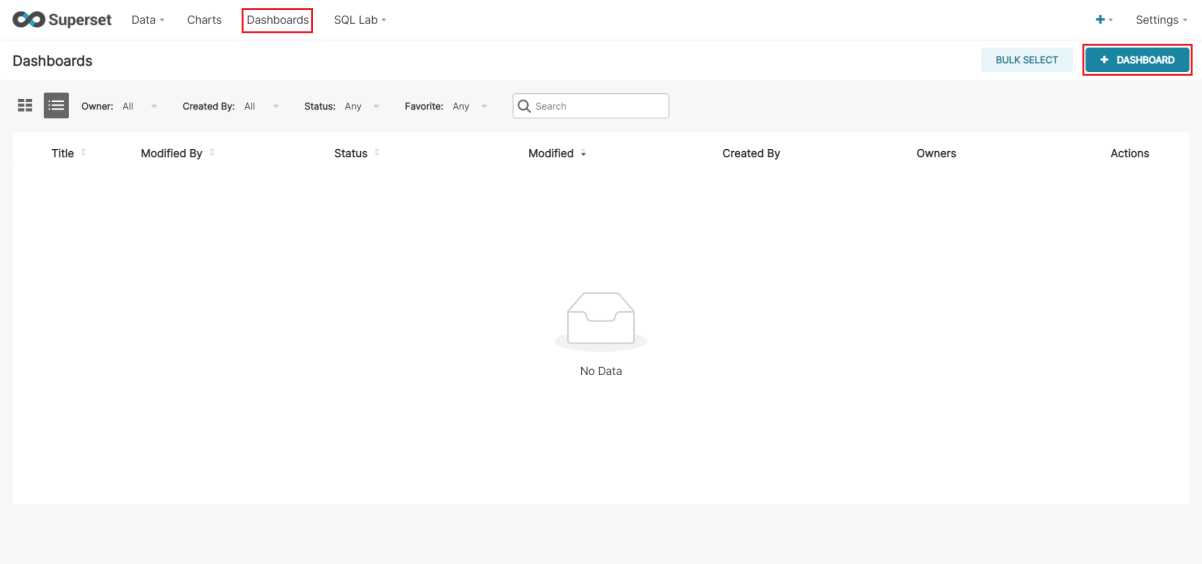 Superset Data Charts Dashboards SQL Lab + Settings
Dashboards BULK SELECT + DASHBOARD
Owner: All Created By: All Status: Any Favorite: Any Search
Title Modified By Status Modified Created By Owners Actions
No Data